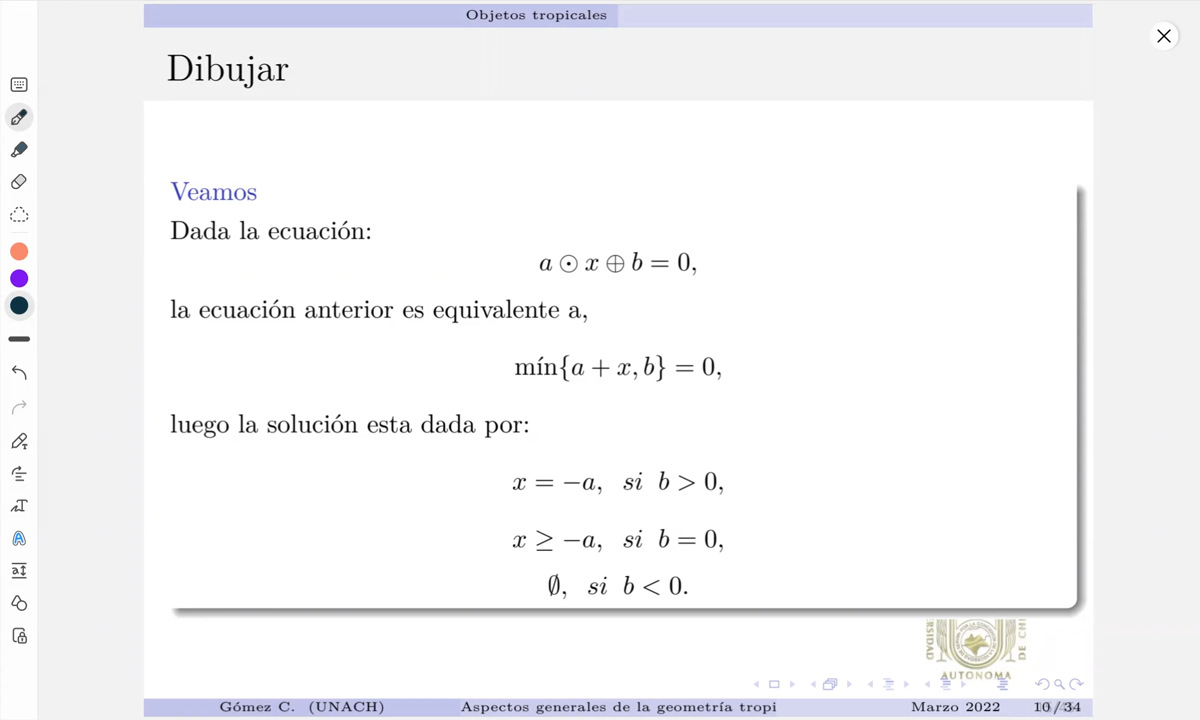 Objetos tropicales
Dibujar
Veamos
Dada la ecuación:
a ⊙ x ⊕ b = 0,
la ecuación anterior es equivalente a,
mín{a + x, b} = 0,
luego la solución esta dada por:
x = −a, si b > 0,
x ≥ −a, si b = 0,
∅, si b < 0.
AUTONOMA
DE CHI
Gómez C. (UNACH)
Aspectos generales de la geometría tropi
Marzo 2022